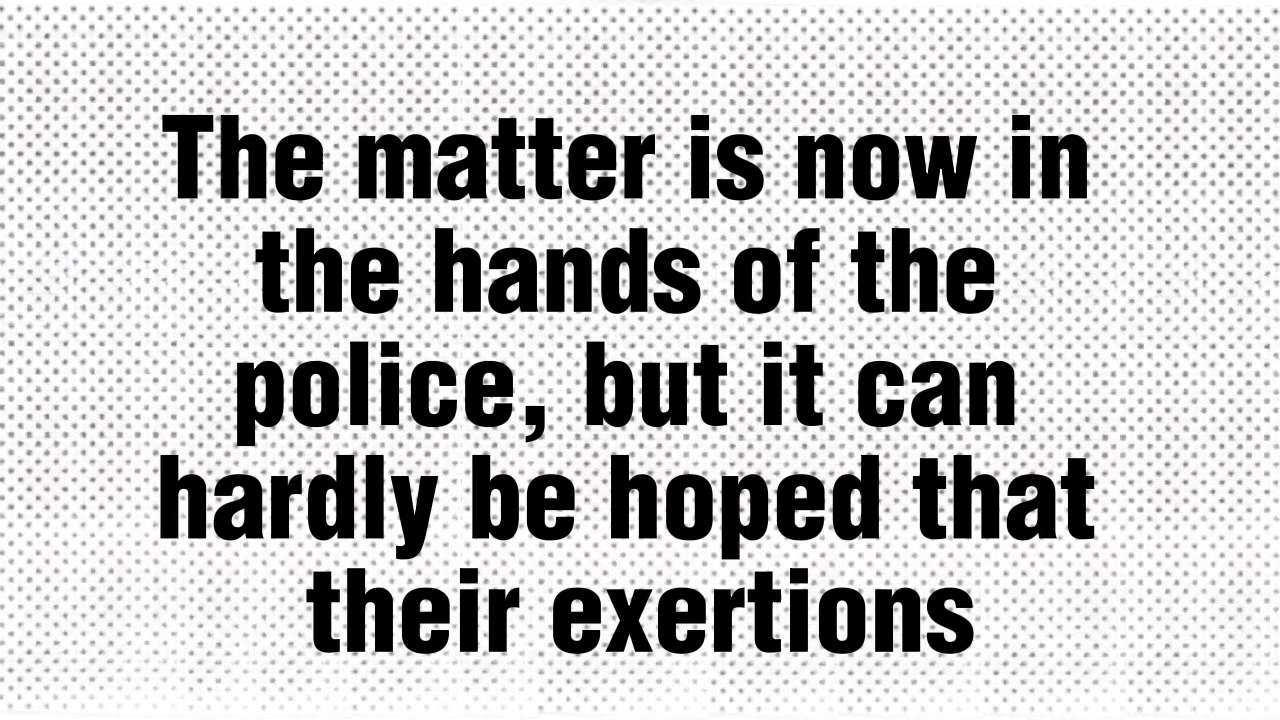 The matter is now in
the hands of the
police, but it can
hardly be hoped that
their exertions